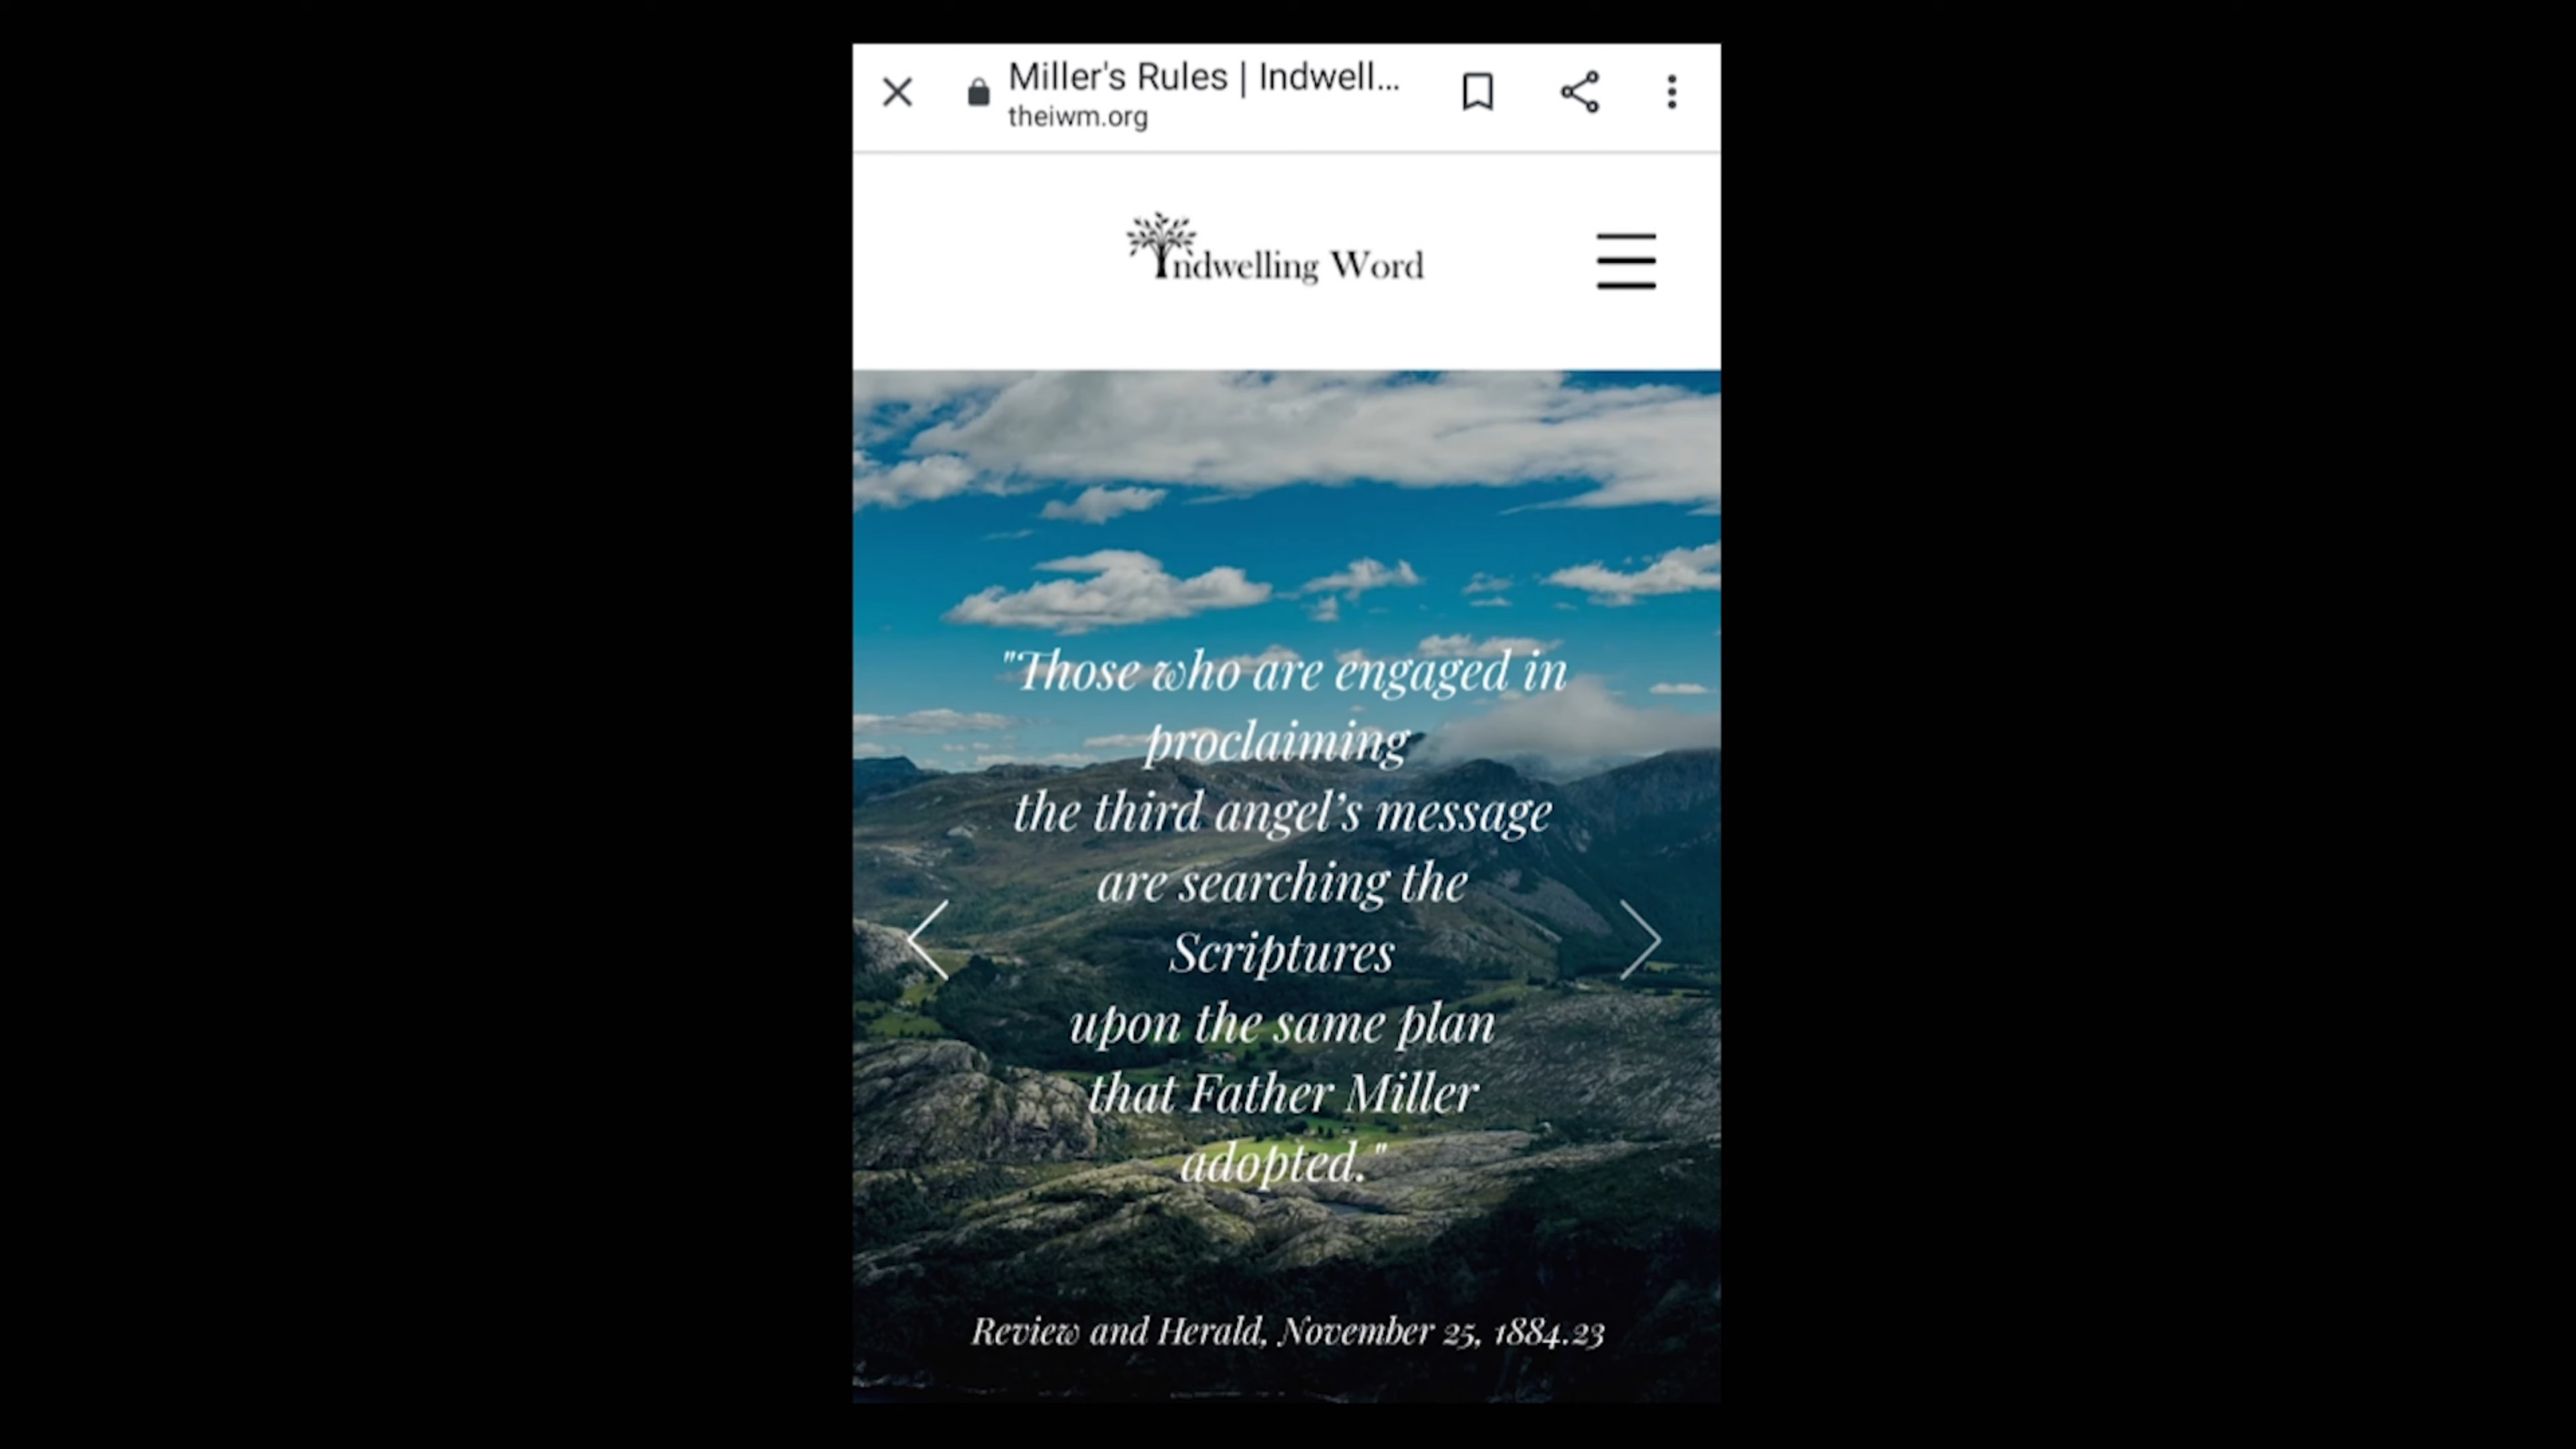 Miller's Rules | Indwell...
theiwm.org
Indwelling Word
"Those who are engaged in
proclaiming
the third angel’s message
are searching the
Scriptures
upon the same plan
that Father Miller
adopted."
Review and Herald, November 25, 1884.23